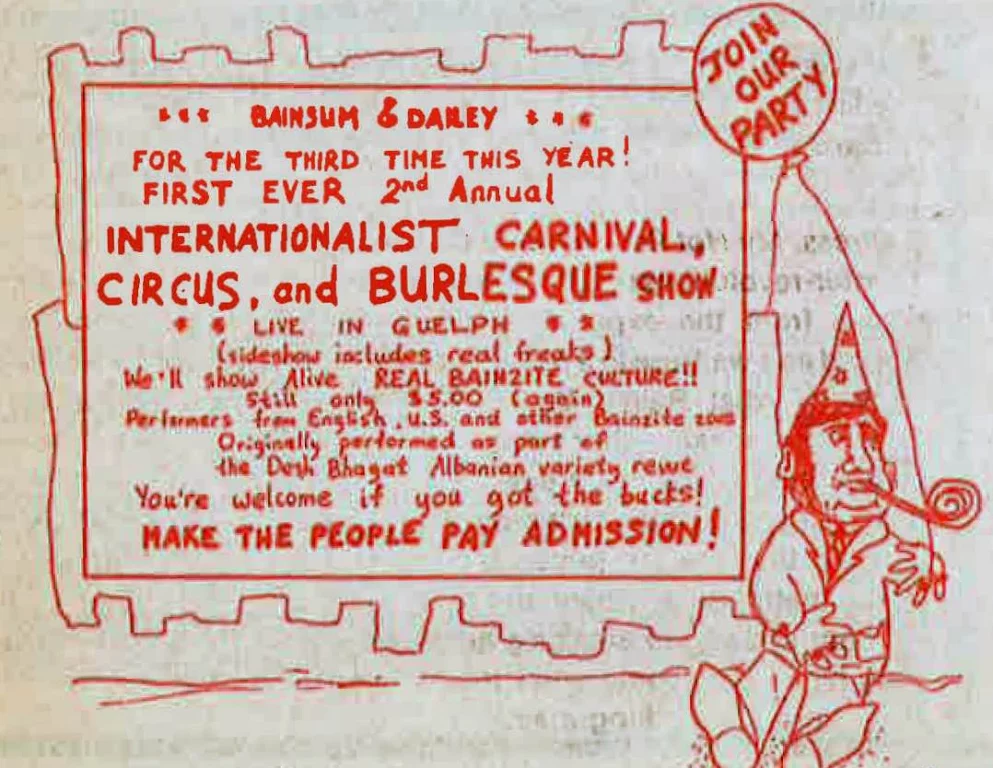 JOIN
OUR
PARTY
* * * BAINSUM & DAILEY * * *
FOR THE THIRD TIME THIS YEAR!
FIRST EVER 2nd Annual
INTERNATIONALIST CARNIVAL,
CIRCUS, and BURLESQUE SHOW
* * LIVE IN GUELPH * *
(sideshow includes real freaks)
We'll show Alive REAL BAINZITE CULTURE!!
Still only $5.00 (again)
Performers from English, U.S. and other Bainzite zoos
Originally performed as part of
the Desh Bhagat Albanian variety revue
You're welcome if you got the bucks!
MAKE THE PEOPLE PAY ADMISSION!